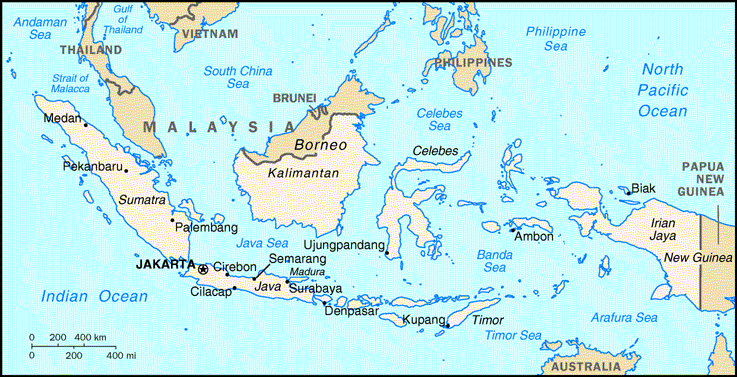 Andaman
Sea
Gulf
of
Thailand
VIETNAM
THAILAND
Philippine
Sea
PHILIPPINES
South China
Sea
Strait of
Malacca
North
Pacific
Ocean
BRUNEI
Celebes
Sea
Medan
MALAYSIA
Borneo
Celebes
Kalimantan
Pekanbaru
PAPUA
NEW
GUINEA
Biak
Sumatra
Palembang
Irian
Jaya
Ambon
New Guinea
Java Sea
Ujungpandang
Banda
Sea
JAKARTA
Cirebon
Semarang
Madura
Cilacap
Java
Surabaya
Indian Ocean
Denpasar
Kupang
Timor
Timor Sea
Arafura Sea
0 200 400 km
0 200 400 mi
AUSTRALIA